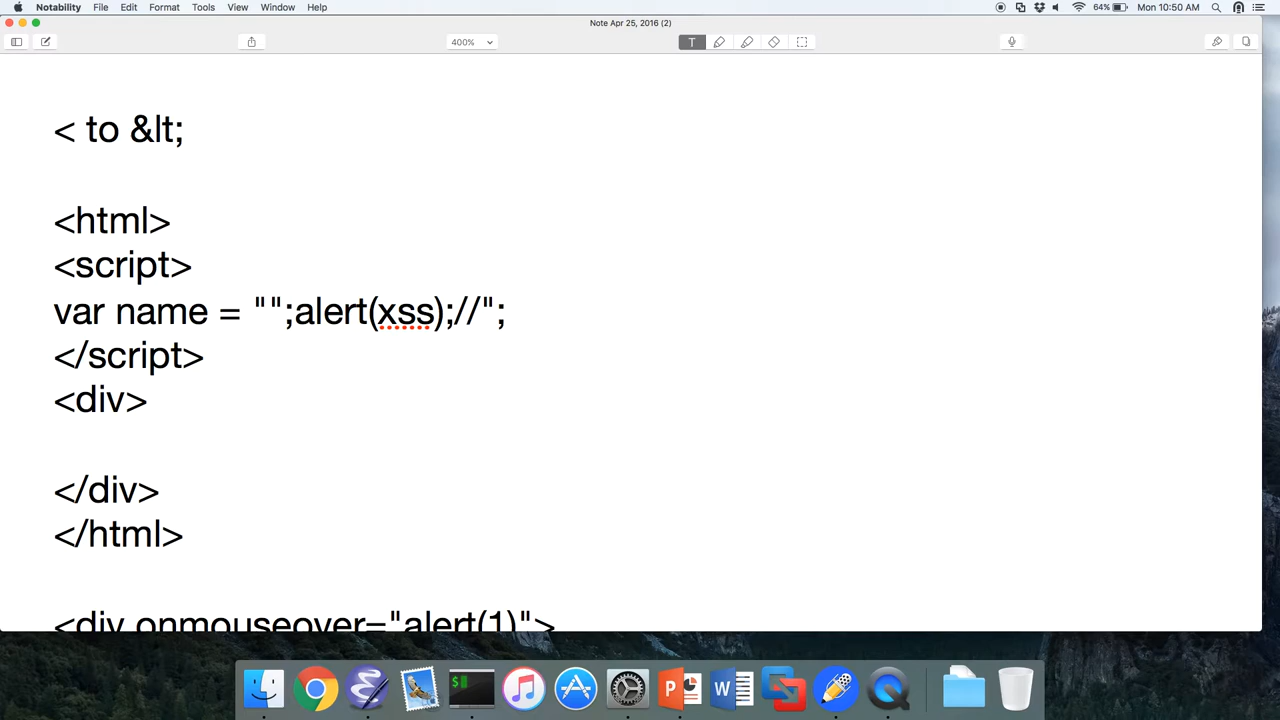 Notability File Edit Format Tools View Window Help 64% Mon 10:50 AM
Note Apr 25, 2016 (2)
400% T
< to &lt;
<html>
<script>
var name = "";alert(xss);//";
</script>
<div>
</div>
</html>
<div onmouseover="alert(1)">